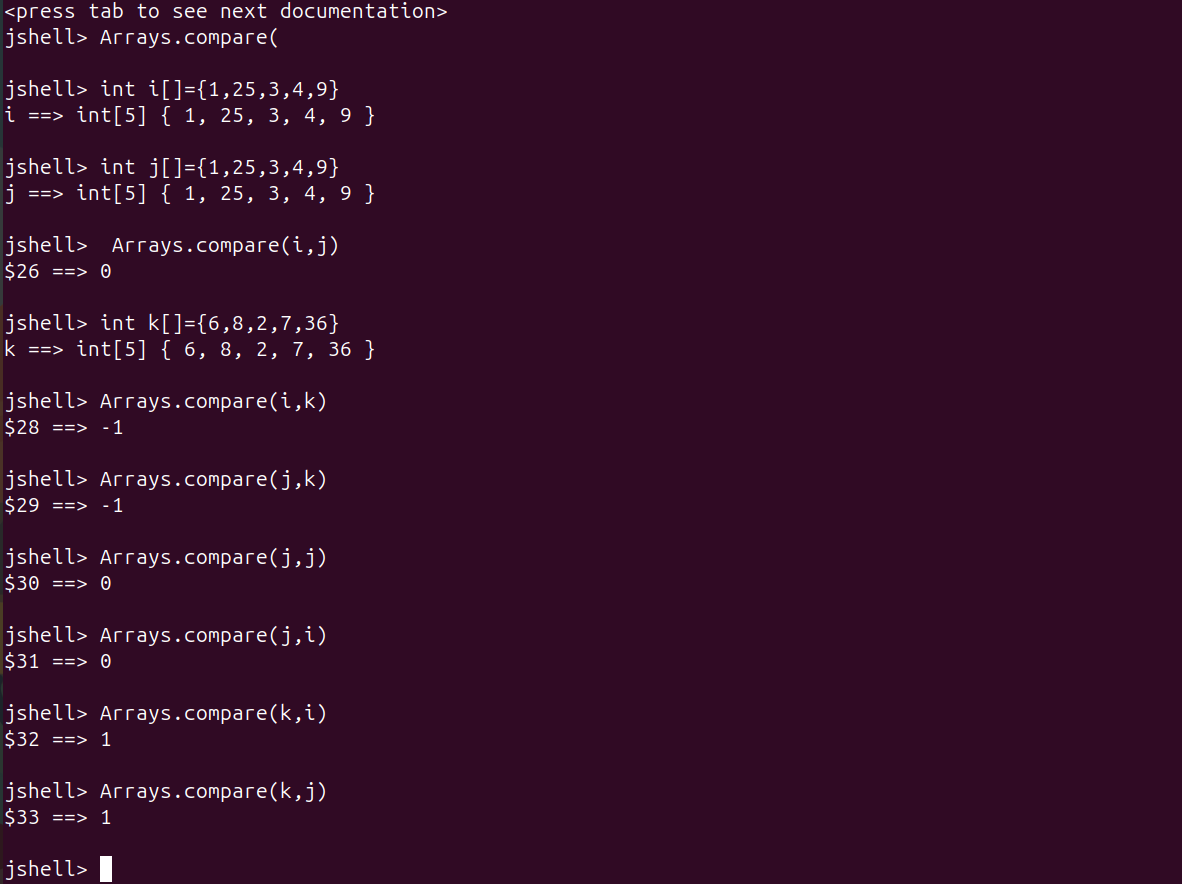 <press tab to see next documentation>
jshell> Arrays.compare(
jshell> int i[]={1,25,3,4,9}
i ==> int[5] { 1, 25, 3, 4, 9 }
jshell> int j[]={1,25,3,4,9}
j ==> int[5] { 1, 25, 3, 4, 9 }
jshell>  Arrays.compare(i,j)
$26 ==> 0
jshell> int k[]={6,8,2,7,36}
k ==> int[5] { 6, 8, 2, 7, 36 }
jshell> Arrays.compare(i,k)
$28 ==> -1
jshell> Arrays.compare(j,k)
$29 ==> -1
jshell> Arrays.compare(j,j)
$30 ==> 0
jshell> Arrays.compare(j,i)
$31 ==> 0
jshell> Arrays.compare(k,i)
$32 ==> 1
jshell> Arrays.compare(k,j)
$33 ==> 1
jshell>